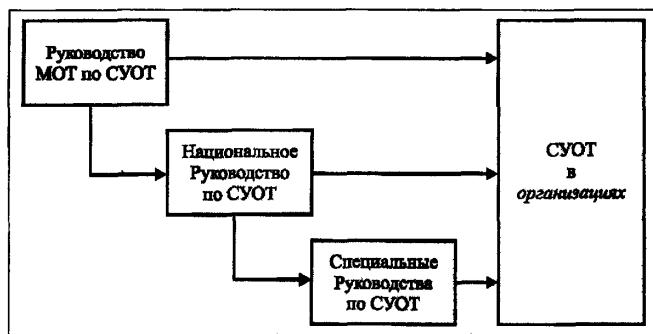 Руководство
МОТ по СУОТ
Национальное
Руководство
по СУОТ
Специальные
Руководства
по СУОТ
СУОТ
в
организациях